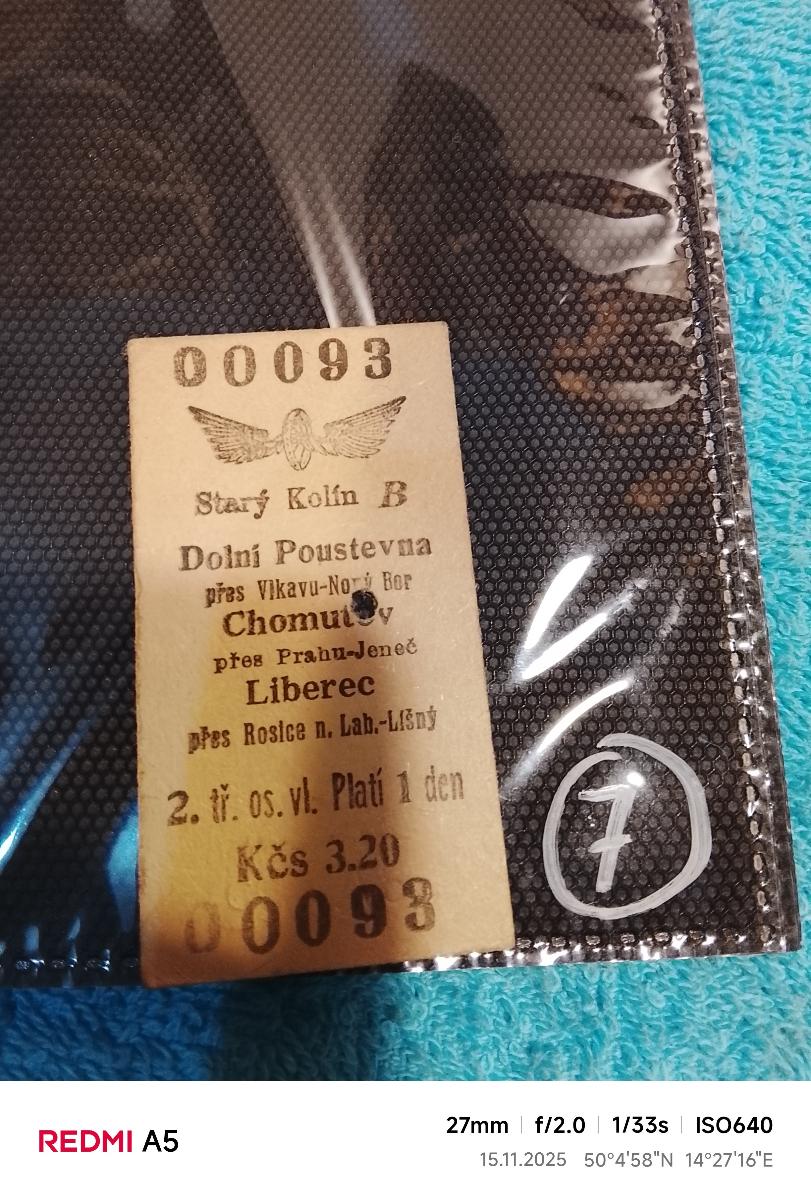 00093
Starý Kolín B
Dolní Poustevna
přes Vlkavu-Nový Bor
Chomutov
přes Prahu-Jeneč
Liberec
přes Rosice n. Lab.-Líšný
2. tř. os. vl. Platí 1 den
Kčs 3.20
00093
7
REDMI A5
27mm | f/2.0 | 1/33s | ISO640
15.11.2025 50°4'58"N 14°27'16"E